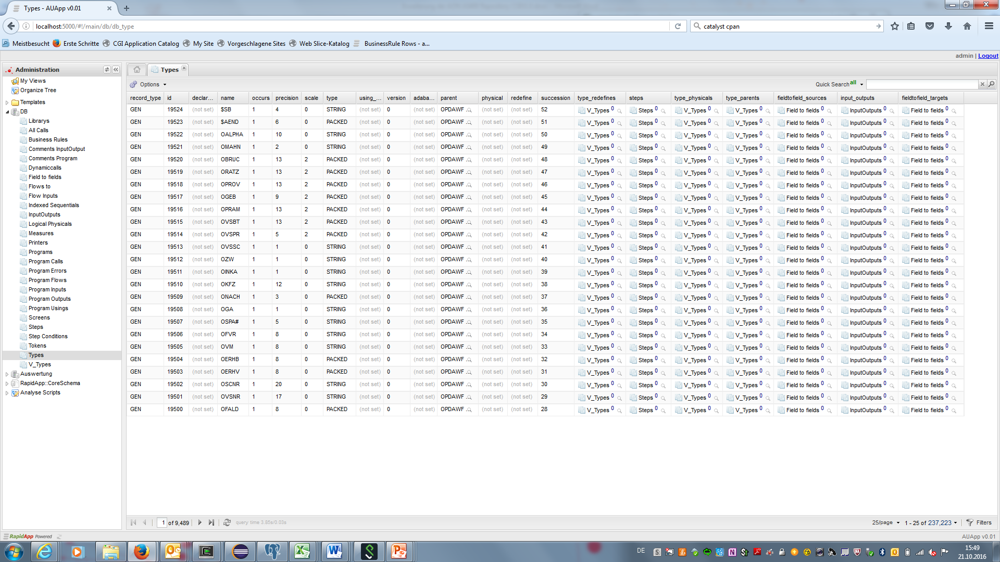 Types - AUApp v0.01
localhost:5000/#!/main/db/db_type
catalyst cpan
Meistbesucht Erste Schritte CGI Application Catalog My Site Vorgeschlagene Sites Web Slice-Katalog BusinessRule Rows - a...
admin | Logout
Administration
My Views
Organize Tree
Templates
DB
Librarys
All Calls
Business Rules
Comments InputOutput
Comments Program
Dynamiccalls
Field to fields
Flows to
Flow Inputs
Indexed Sequentials
InputOutputs
Logical Physicals
Measures
Printers
Programs
Program Calls
Program Errors
Program Flows
Program Inputs
Program Outputs
Program Usings
Screens
Steps
Step Conditions
Tokens
Types
V_Types
Auswertung
RapidApp::CoreSchema
Analyse Scripts
Types
Options Quick Search all
record_type id declar... name occurs precision scale type using_... version adaba... parent physical redefine succession type_redefines steps type_physicals type_parents fieldtofield_sources input_outputs fieldtofield_targets
GEN 19524 (not set) $SB 1 4 0 STRING (not set) 0 (not set) OPDAWF... (not set) (not set) 52 V_Types 0 Steps 0 V_Types 0 V_Types 0 Field to fields 0 InputOutputs 0 Field to fields 0
GEN 19523 (not set) $AEND 1 6 0 PACKED (not set) 0 (not set) OPDAWF... (not set) (not set) 51 V_Types 0 Steps 0 V_Types 0 V_Types 0 Field to fields 0 InputOutputs 0 Field to fields 0
GEN 19522 (not set) OALPHA 1 10 0 STRING (not set) 0 (not set) OPDAWF... (not set) (not set) 50 V_Types 0 Steps 0 V_Types 0 V_Types 0 Field to fields 0 InputOutputs 0 Field to fields 0
GEN 19521 (not set) OMAHN 1 2 0 STRING (not set) 0 (not set) OPDAWF... (not set) (not set) 49 V_Types 0 Steps 0 V_Types 0 V_Types 0 Field to fields 0 InputOutputs 0 Field to fields 0
GEN 19520 (not set) OBRUC 1 13 2 PACKED (not set) 0 (not set) OPDAWF... (not set) (not set) 48 V_Types 0 Steps 0 V_Types 0 V_Types 0 Field to fields 0 InputOutputs 0 Field to fields 0
GEN 19519 (not set) ORATZ 1 13 2 PACKED (not set) 0 (not set) OPDAWF... (not set) (not set) 47 V_Types 0 Steps 0 V_Types 0 V_Types 0 Field to fields 0 InputOutputs 0 Field to fields 0
GEN 19518 (not set) OPROV 1 13 2 PACKED (not set) 0 (not set) OPDAWF... (not set) (not set) 46 V_Types 0 Steps 0 V_Types 0 V_Types 0 Field to fields 0 InputOutputs 0 Field to fields 0
GEN 19517 (not set) OGEB 1 9 2 PACKED (not set) 0 (not set) OPDAWF... (not set) (not set) 45 V_Types 0 Steps 0 V_Types 0 V_Types 0 Field to fields 0 InputOutputs 0 Field to fields 0
GEN 19516 (not set) OPRAM 1 13 2 PACKED (not set) 0 (not set) OPDAWF... (not set) (not set) 44 V_Types 0 Steps 0 V_Types 0 V_Types 0 Field to fields 0 InputOutputs 0 Field to fields 0
GEN 19515 (not set) OVSBT 1 13 2 PACKED (not set) 0 (not set) OPDAWF... (not set) (not set) 43 V_Types 0 Steps 0 V_Types 0 V_Types 0 Field to fields 0 InputOutputs 0 Field to fields 0
GEN 19514 (not set) OVSPR 1 5 2 PACKED (not set) 0 (not set) OPDAWF... (not set) (not set) 42 V_Types 0 Steps 0 V_Types 0 V_Types 0 Field to fields 0 InputOutputs 0 Field to fields 0
GEN 19513 (not set) OVSSC 1 1 0 STRING (not set) 0 (not set) OPDAWF... (not set) (not set) 41 V_Types 0 Steps 0 V_Types 0 V_Types 0 Field to fields 0 InputOutputs 0 Field to fields 0
GEN 19512 (not set) OZW 1 1 0 STRING (not set) 0 (not set) OPDAWF... (not set) (not set) 40 V_Types 0 Steps 0 V_Types 0 V_Types 0 Field to fields 0 InputOutputs 0 Field to fields 0
GEN 19511 (not set) OINKA 1 1 0 STRING (not set) 0 (not set) OPDAWF... (not set) (not set) 39 V_Types 0 Steps 0 V_Types 0 V_Types 0 Field to fields 0 InputOutputs 0 Field to fields 0
GEN 19510 (not set) OKFZ 1 12 0 STRING (not set) 0 (not set) OPDAWF... (not set) (not set) 38 V_Types 0 Steps 0 V_Types 0 V_Types 0 Field to fields 0 InputOutputs 0 Field to fields 0
GEN 19509 (not set) ONACH 1 3 0 PACKED (not set) 0 (not set) OPDAWF... (not set) (not set) 37 V_Types 0 Steps 0 V_Types 0 V_Types 0 Field to fields 0 InputOutputs 0 Field to fields 0
GEN 19508 (not set) OGA 1 1 0 STRING (not set) 0 (not set) OPDAWF... (not set) (not set) 36 V_Types 0 Steps 0 V_Types 0 V_Types 0 Field to fields 0 InputOutputs 0 Field to fields 0
GEN 19507 (not set) OSPA# 1 5 0 STRING (not set) 0 (not set) OPDAWF... (not set) (not set) 35 V_Types 0 Steps 0 V_Types 0 V_Types 0 Field to fields 0 InputOutputs 0 Field to fields 0
GEN 19506 (not set) OFVR 1 8 0 STRING (not set) 0 (not set) OPDAWF... (not set) (not set) 34 V_Types 0 Steps 0 V_Types 0 V_Types 0 Field to fields 0 InputOutputs 0 Field to fields 0
GEN 19505 (not set) OVM 1 8 0 STRING (not set) 0 (not set) OPDAWF... (not set) (not set) 33 V_Types 0 Steps 0 V_Types 0 V_Types 0 Field to fields 0 InputOutputs 0 Field to fields 0
GEN 19504 (not set) OERHB 1 8 0 PACKED (not set) 0 (not set) OPDAWF... (not set) (not set) 32 V_Types 0 Steps 0 V_Types 0 V_Types 0 Field to fields 0 InputOutputs 0 Field to fields 0
GEN 19503 (not set) OERHV 1 8 0 PACKED (not set) 0 (not set) OPDAWF... (not set) (not set) 31 V_Types 0 Steps 0 V_Types 0 V_Types 0 Field to fields 0 InputOutputs 0 Field to fields 0
GEN 19502 (not set) OSCNR 1 20 0 STRING (not set) 0 (not set) OPDAWF... (not set) (not set) 30 V_Types 0 Steps 0 V_Types 0 V_Types 0 Field to fields 0 InputOutputs 0 Field to fields 0
GEN 19501 (not set) OVSNR 1 17 0 STRING (not set) 0 (not set) OPDAWF... (not set) (not set) 29 V_Types 0 Steps 0 V_Types 0 V_Types 0 Field to fields 0 InputOutputs 0 Field to fields 0
GEN 19500 (not set) OFALD 1 8 0 PACKED (not set) 0 (not set) OPDAWF... (not set) (not set) 28 V_Types 0 Steps 0 V_Types 0 V_Types 0 Field to fields 0 InputOutputs 0 Field to fields 0
1 of 9,489 query time 3.85s/0.03s 25/page 1 - 25 of 237,223 Filters
RapidApp Powered AUApp v0.01
DE 15:49
21.10.2016